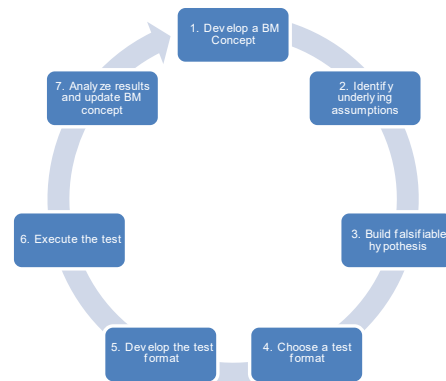 1. Develop a BM
Concept
2. Identify
underlying
assumptions
3. Build falsifiable
hypothesis
4. Choose a test
format
5. Develop the test
format
6. Execute the test
7. Analyze results
and update BM
concept